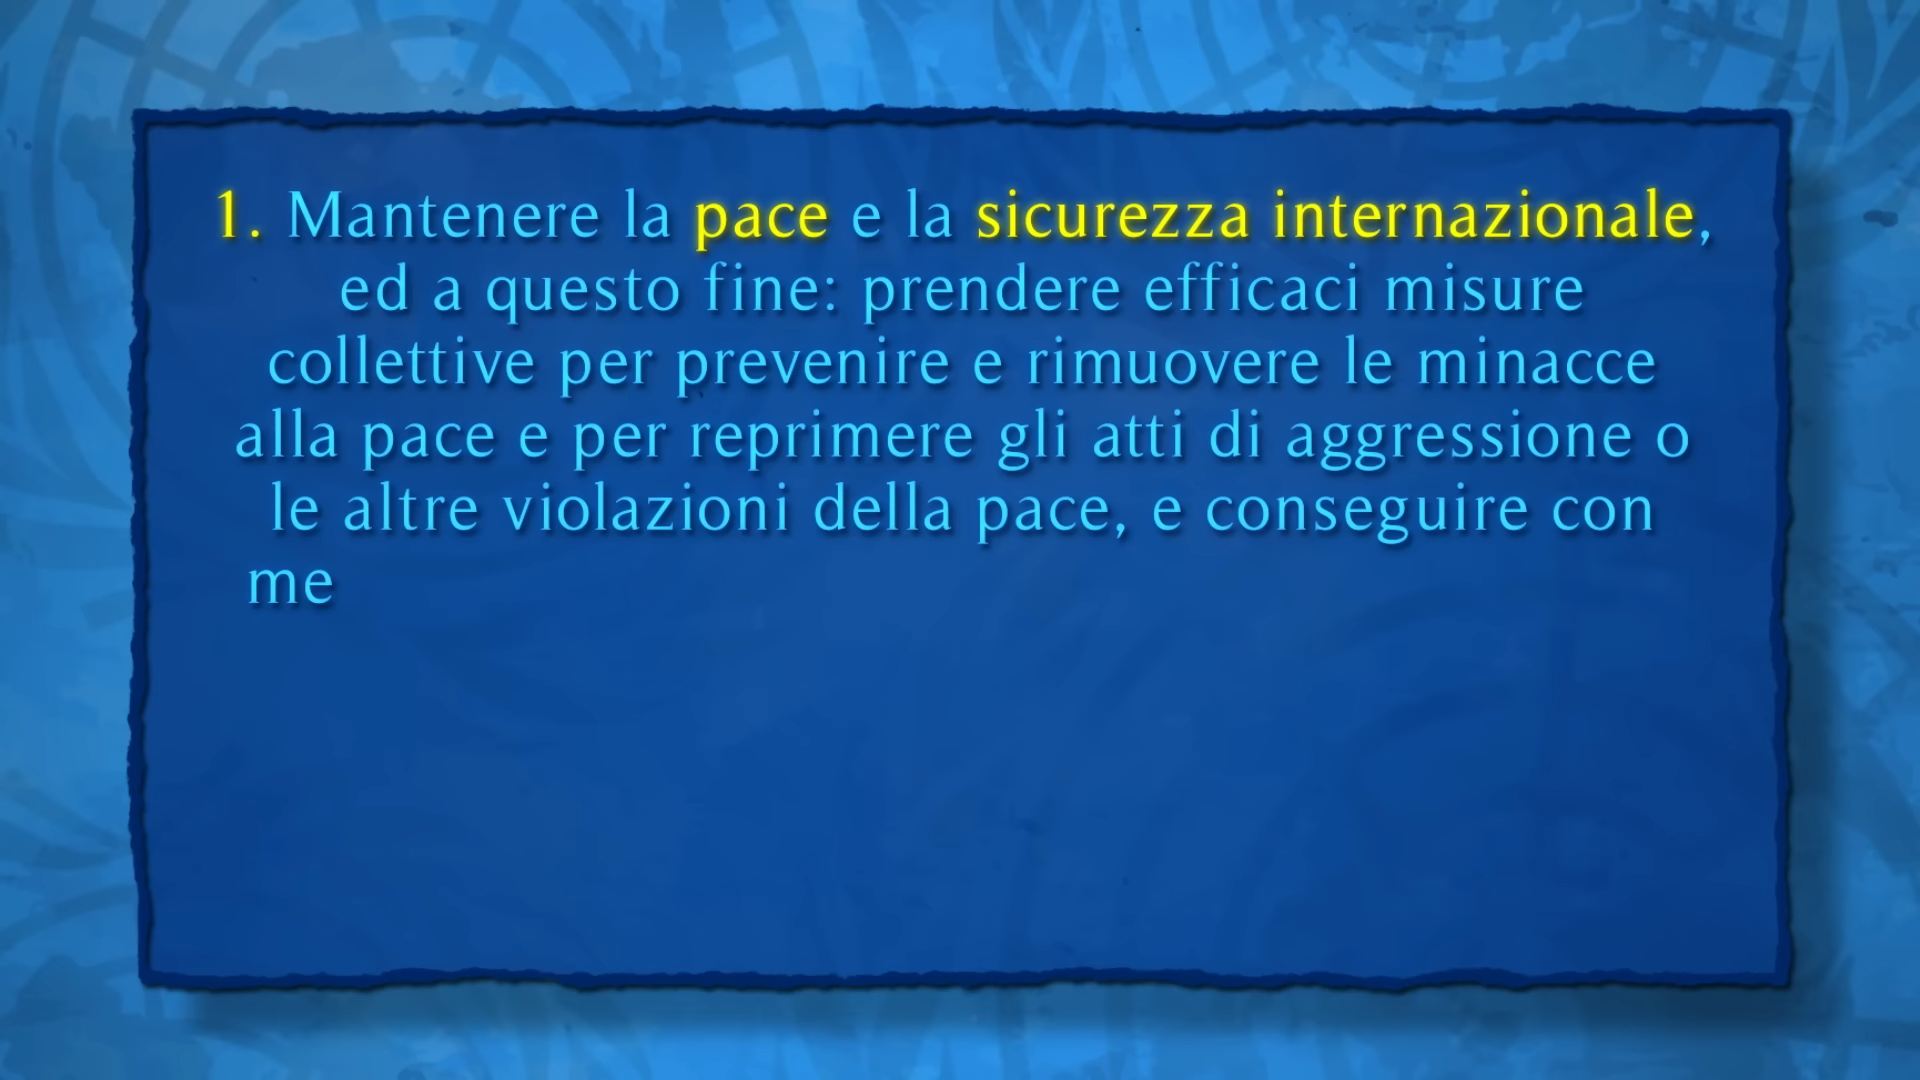 1. Mantenere la pace e la sicurezza internazionale,
ed a questo fine: prendere efficaci misure
collettive per prevenire e rimuovere le minacce
alla pace e per reprimere gli atti di aggressione o
le altre violazioni della pace, e conseguire con
me